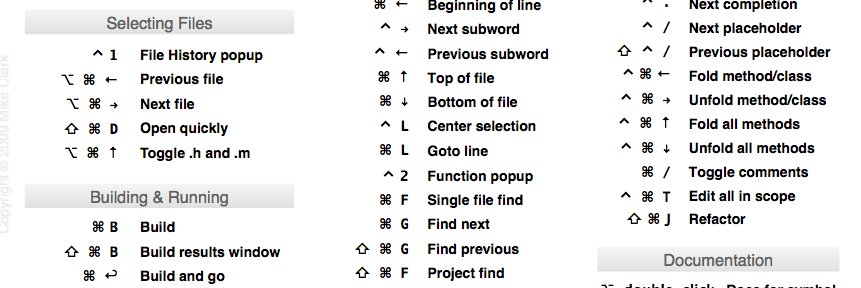 Copyright © 2009 Mike Clark
Selecting Files
^ 1 File History popup
⌥ ⌘ ← Previous file
⌥ ⌘ → Next file
⇧ ⌘ D Open quickly
⌥ ⌘ ↑ Toggle .h and .m
Building & Running
⌘ B Build
⇧ ⌘ B Build results window
⌘ ↩ Build and go
⌘ ← Beginning of line
^ → Next subword
^ ← Previous subword
⌘ ↑ Top of file
⌘ ↓ Bottom of file
^ L Center selection
⌘ L Goto line
^ 2 Function popup
⌘ F Single file find
⌘ G Find next
⇧ ⌘ G Find previous
⇧ ⌘ F Project find
^ . Next completion
^ / Next placeholder
⇧ ^ / Previous placeholder
^ ⌘ ← Fold method/class
^ ⌘ → Unfold method/class
^ ⌘ ↑ Fold all methods
^ ⌘ ↓ Unfold all methods
⌘ / Toggle comments
^ ⌘ T Edit all in scope
⇧ ⌘ J Refactor
Documentation